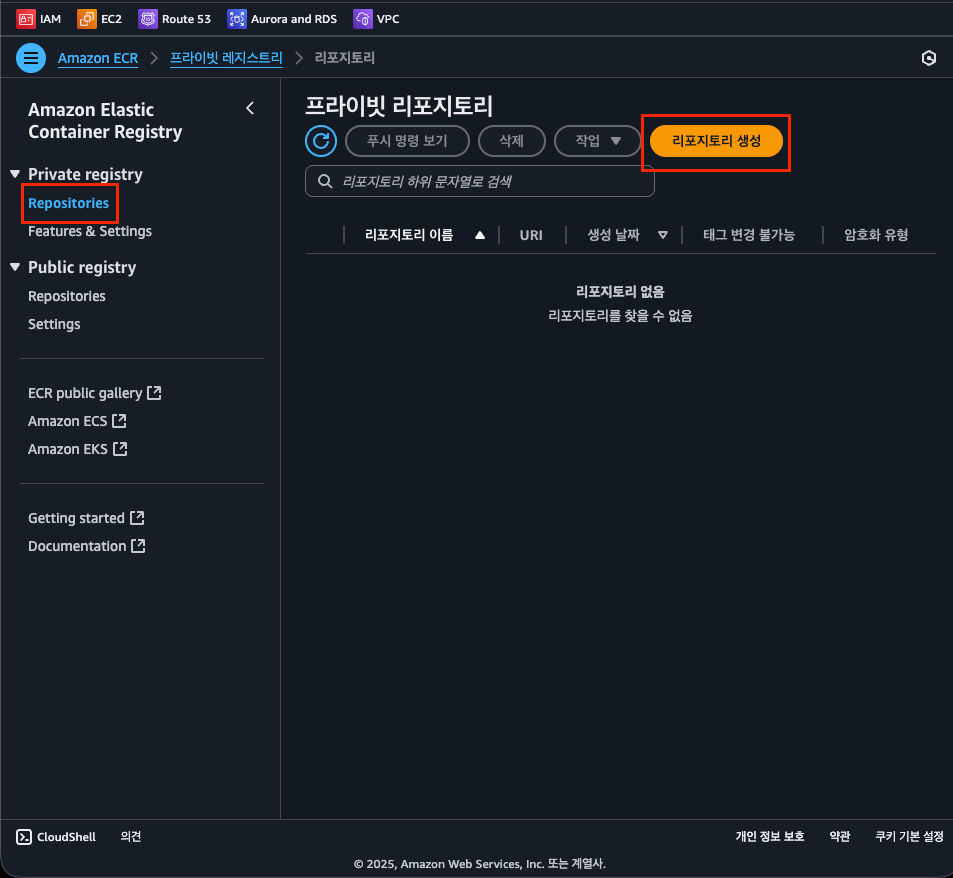 IAM EC2 Route 53 Aurora and RDS VPC
Amazon ECR 프라이빗 레지스트리 리포지토리
Amazon Elastic
Container Registry
Private registry
Repositories
Features & Settings
Public registry
Repositories
Settings
ECR public gallery
Amazon ECS
Amazon EKS
Getting started
Documentation
프라이빗 리포지토리
푸시 명령 보기 삭제 작업 리포지토리 생성
리포지토리 하위 문자열로 검색
리포지토리 이름 URI 생성 날짜 태그 변경 불가능 암호화 유형
리포지토리 없음
리포지토리를 찾을 수 없음
CloudShell 의견 개인 정보 보호 약관 쿠키 기본 설정
© 2025, Amazon Web Services, Inc. 또는 계열사.